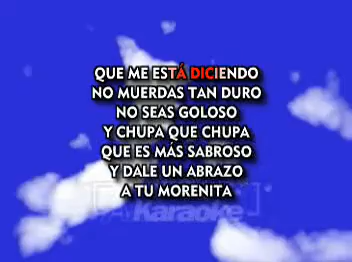 QUE ME ESTÁ DICIENDO
NO MUERDAS TAN DURO
NO SEAS GOLOSO
Y CHUPA QUE CHUPA
QUE ES MÁS SABROSO
Y DALE UN ABRAZO
A TU MORENITA
Karaoke